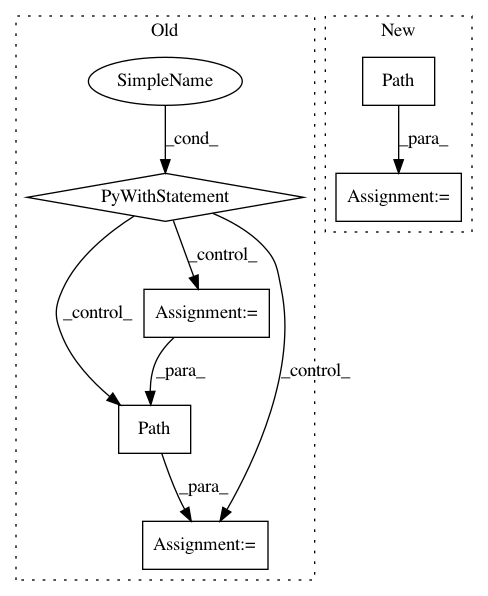 Old
New
SimpleName
Path
_cond_
_para_
PyWithStatement
Assignment:=
_control_
_control_
Assignment:=
_control_
_para_
Path
_para_
Assignment:=